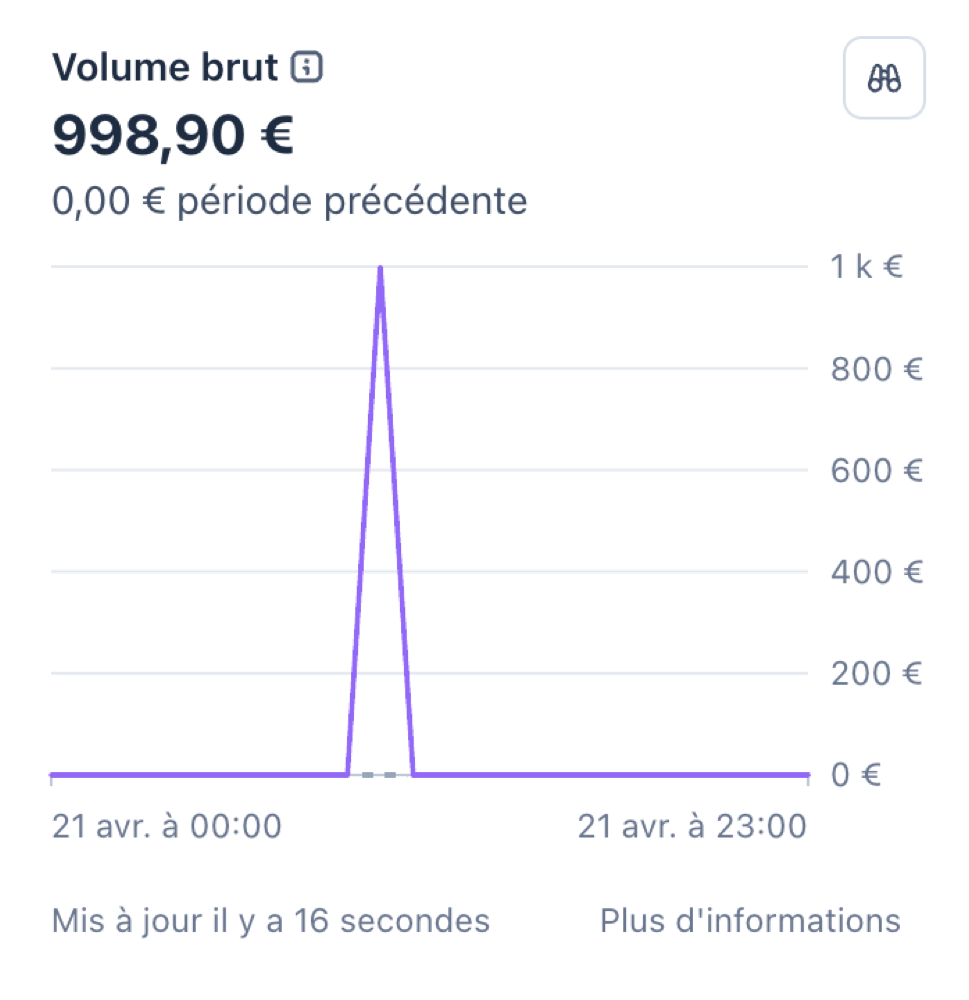 Volume brut
998,90 €
0,00 € période précédente
1 k €
800 €
600 €
400 €
200 €
0 €
21 avr. à 00:00 21 avr. à 23:00
Mis à jour il y a 16 secondes Plus d'informations